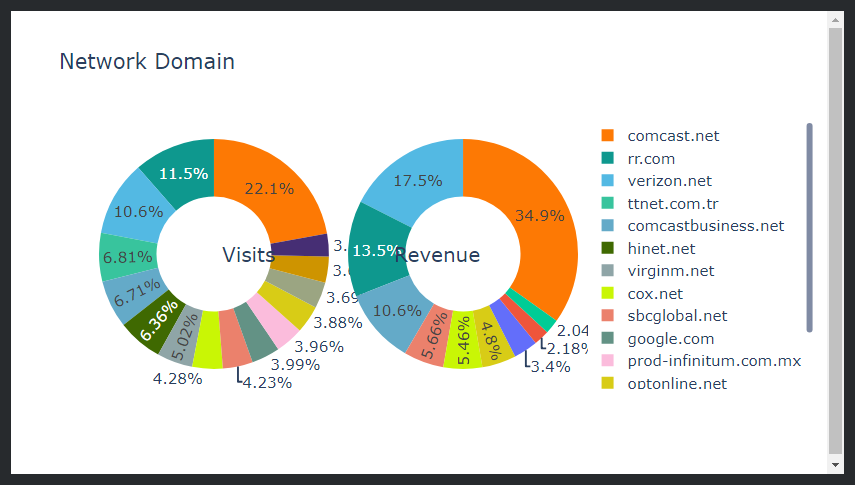 Network Domain
11.5%
22.1%
10.6%
6.81%
6.71%
6.36%
5.02%
4.28%
4.23%
3.99%
3.96%
3.88%
Visits
17.5%
34.9%
13.5%
10.6%
5.66%
5.46%
4.8%
3.4%
2.18%
Revenue
comcast.net
rr.com
verizon.net
ttnet.com.tr
comcastbusiness.net
hinet.net
virginm.net
cox.net
sbcglobal.net
google.com
prod-infinitum.com.mx
optonline.net